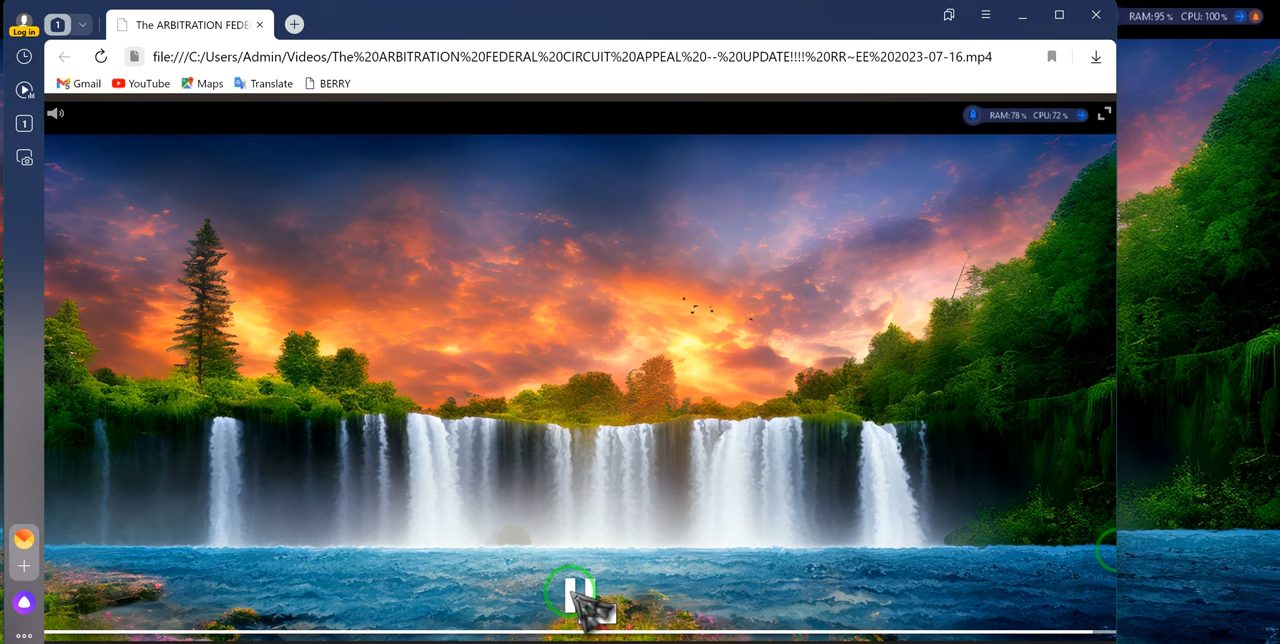 Log in
1
The ARBITRATION FEDE
RAM: 95 % CPU: 100 %
file:///C:/Users/Admin/Videos/The%20ARBITRATION%20FEDERAL%20CIRCUIT%20APPEAL%20--%20UPDATE!!!!%20RR~EE%202023-07-16.mp4
Gmail YouTube Maps Translate BERRY
1
RAM: 78 % CPU: 72 %